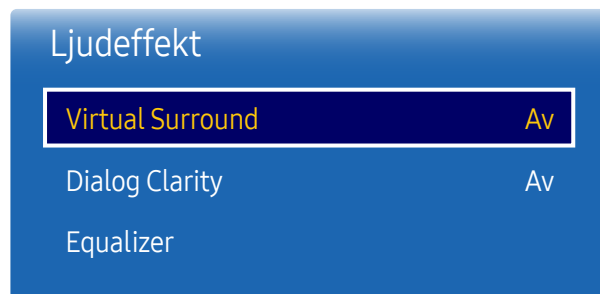 Ljudeffekt
Virtual Surround Av
Dialog Clarity Av
Equalizer